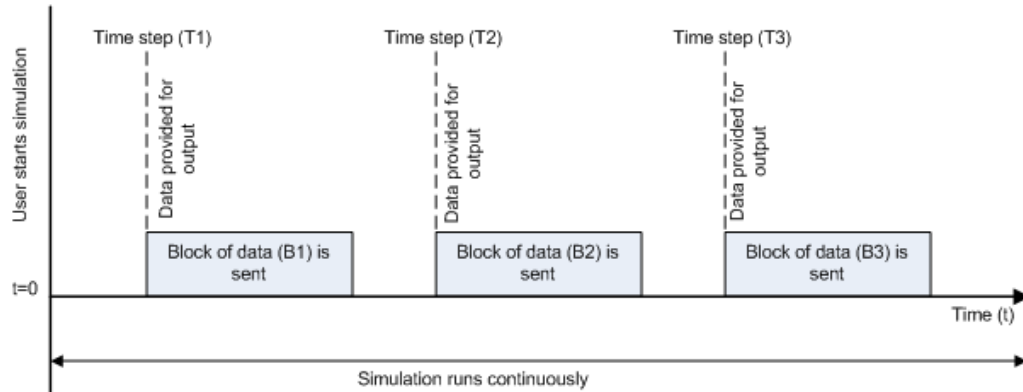 Time step (T1)
Time step (T2)
Time step (T3)
User starts simulation
Data provided for
output
Data provided for
output
Data provided for
output
Block of data (B1) is
sent
Block of data (B2) is
sent
Block of data (B3) is
sent
t=0
Time (t)
Simulation runs continuously